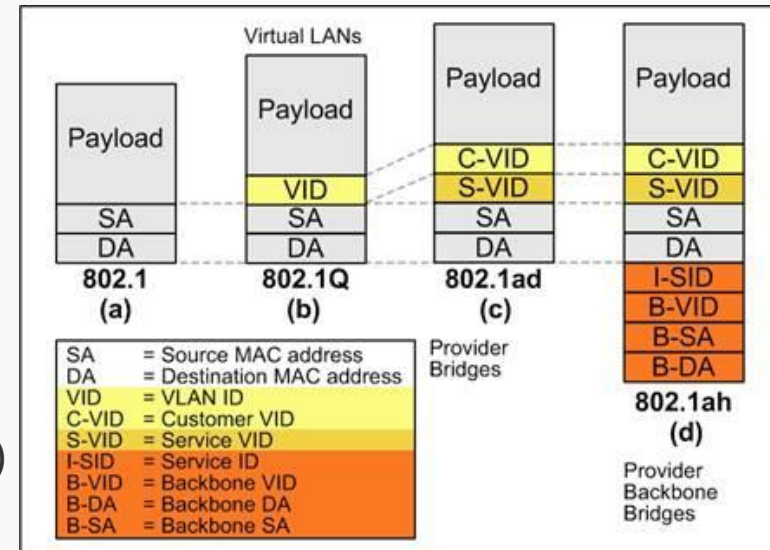 Virtual LANs
Payload
SA
DA
802.1
(a)
Payload
VID
SA
DA
802.1Q
(b)
Payload
C-VID
S-VID
SA
DA
802.1ad
(c)
Provider
Bridges
Payload
C-VID
S-VID
SA
DA
I-SID
B-VID
B-SA
B-DA
802.1ah
(d)
Provider
Backbone
Bridges
SA = Source MAC address
DA = Destination MAC address
VID = VLAN ID
C-VID = Customer VID
S-VID = Service VID
I-SID = Service ID
B-VID = Backbone VID
B-DA = Backbone DA
B-SA = Backbone SA
)